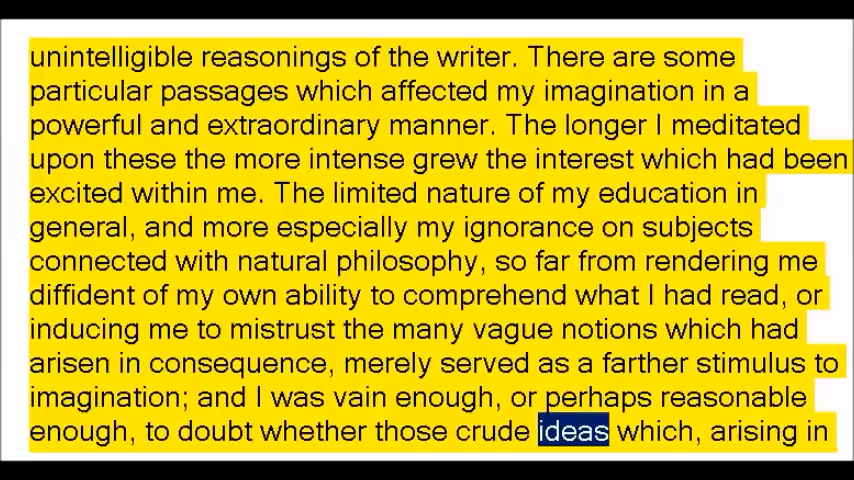 unintelligible reasonings of the writer. There are some
particular passages which affected my imagination in a
powerful and extraordinary manner. The longer I meditated
upon these the more intense grew the interest which had been
excited within me. The limited nature of my education in
general, and more especially my ignorance on subjects
connected with natural philosophy, so far from rendering me
diffident of my own ability to comprehend what I had read, or
inducing me to mistrust the many vague notions which had
arisen in consequence, merely served as a farther stimulus to
imagination; and I was vain enough, or perhaps reasonable
enough, to doubt whether those crude ideas which, arising in